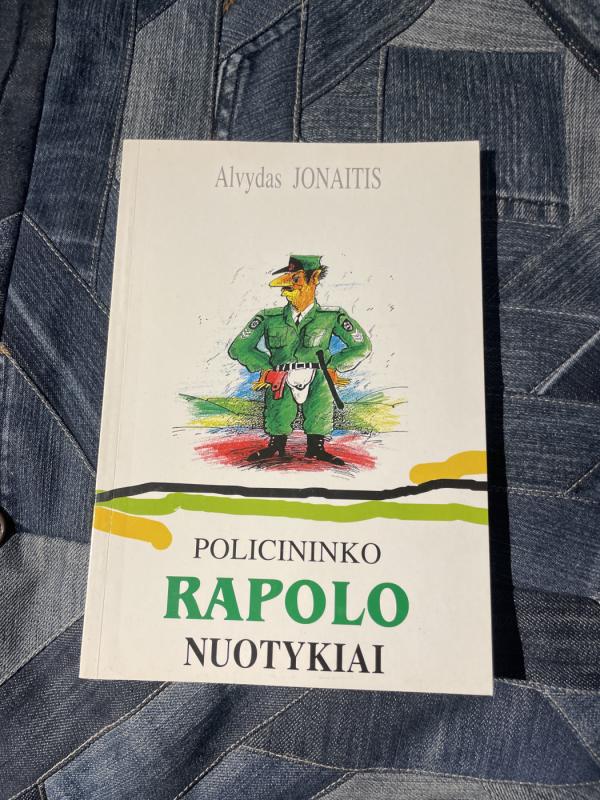 Alvydas JONAITIS
POLICININKO
RAPOLO
NUOTYKIAI